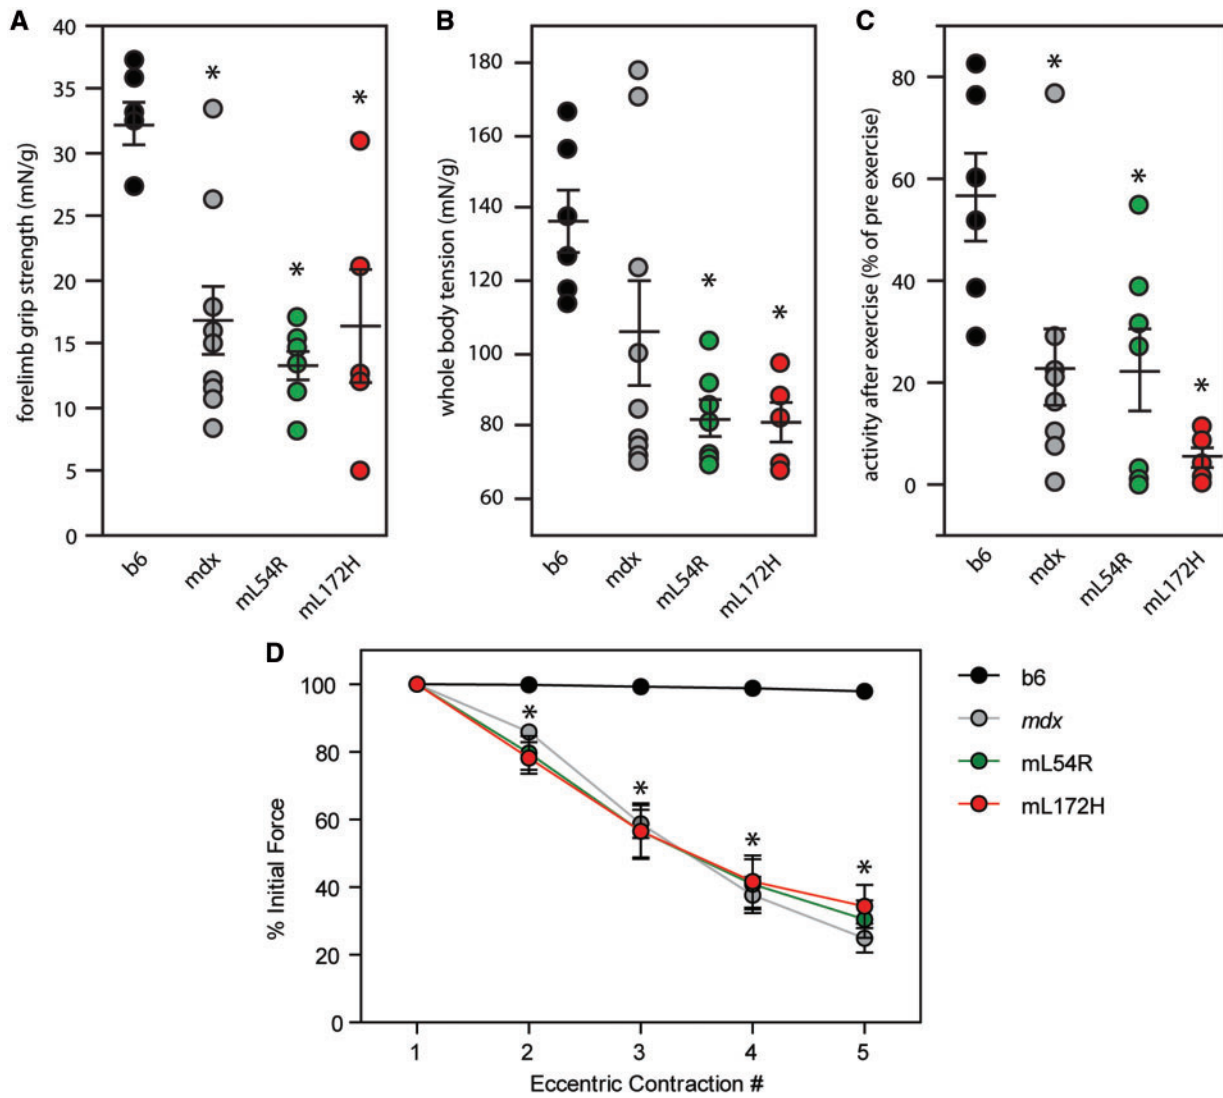 A
forelimb grip strength (mN/g)
40
35
30
25
20
15
10
5
0
b6
mdx
mL54R
mL172H
*
*
*
B
whole body tension (mN/g)
180
160
140
120
100
80
60
b6
mdx
mL54R
mL172H
*
*
C
activity after exercise (% of pre exercise)
80
60
40
20
0
b6
mdx
mL54R
mL172H
*
*
*
D
% Initial Force
100
80
60
40
20
0
*
*
*
*
1 2 3 4 5
Eccentric Contraction #
b6
mdx
mL54R
mL172H